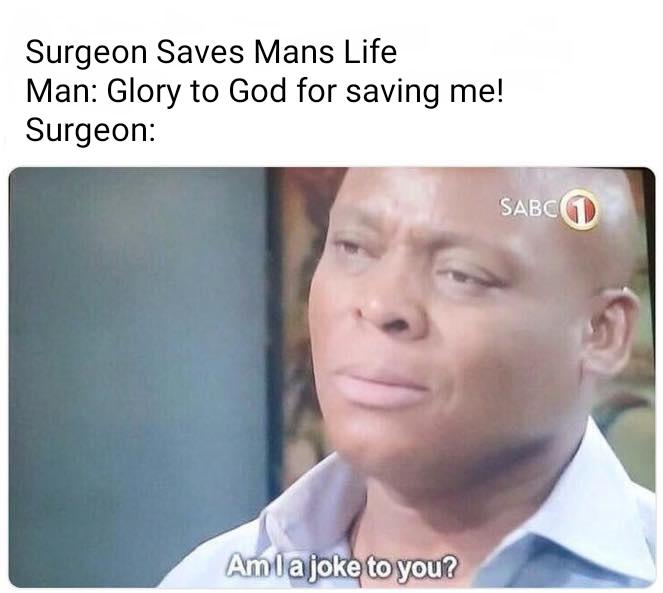 Surgeon Saves Mans Life
Man: Glory to God for saving me!
Surgeon:
SABC 1
Am I a joke to you?